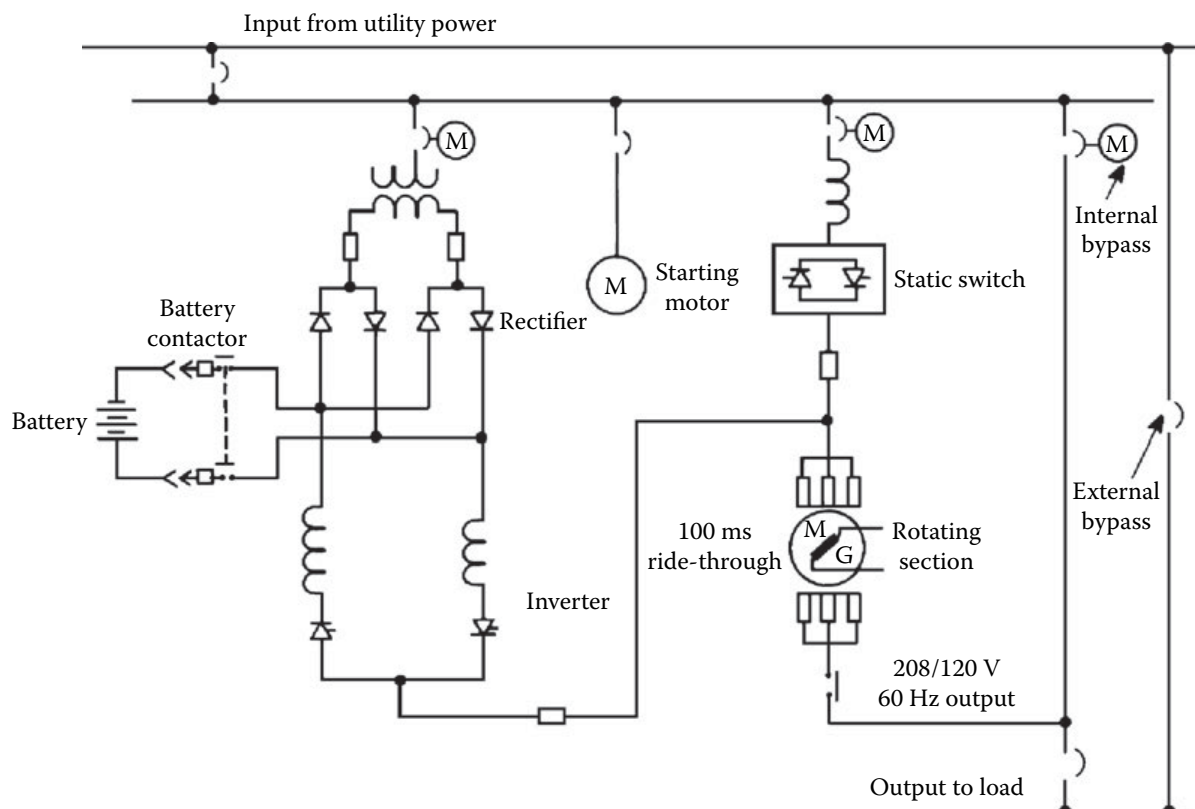 Input from utility power
M
M
M
Internal
bypass
M
Starting
motor
Static switch
Battery
contactor
Rectifier
Battery
External
bypass
100 ms
ride-through
M
G
Rotating
section
Inverter
208/120 V
60 Hz output
Output to load